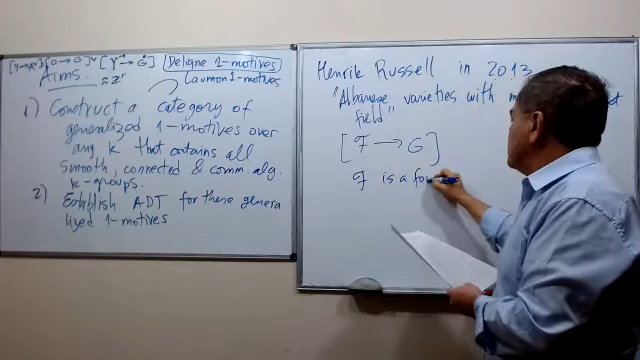 [Y→A^v] [0→G]^v [Y→G] Deligne 1-motives
Aims ≈ ℤ^r Laumon 1-motives
1) Construct a category of
generalized 1-motives over
any k that contains all
smooth, connected & comm. alg.
k-groups.
2) Establish ADT for these genera
lized 1-motives
Henrik Russell in 2013
"Albanese varieties with
field"
[ℱ → G]
ℱ is a for